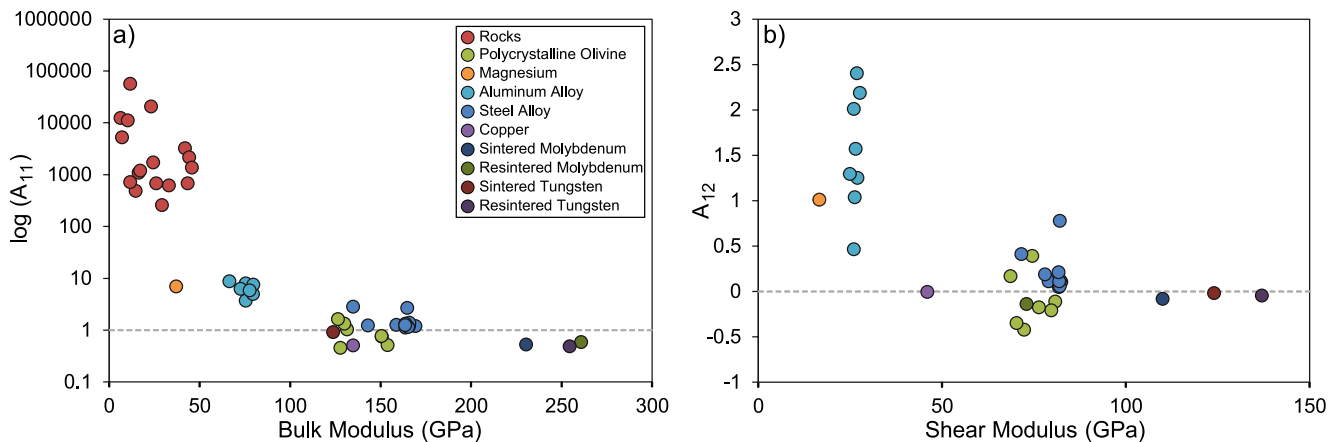 a)
1000000
100000
10000
1000
100
10
1
0.1
log (A11)
0
50
100
150
200
250
300
Bulk Modulus (GPa)
Rocks
Polycrystalline Olivine
Magnesium
Aluminum Alloy
Steel Alloy
Copper
Sintered Molybdenum
Resintered Molybdenum
Sintered Tungsten
Resintered Tungsten
b)
3
2.5
2
1.5
1
0.5
0
-0.5
-1
A12
0
50
100
150
Shear Modulus (GPa)